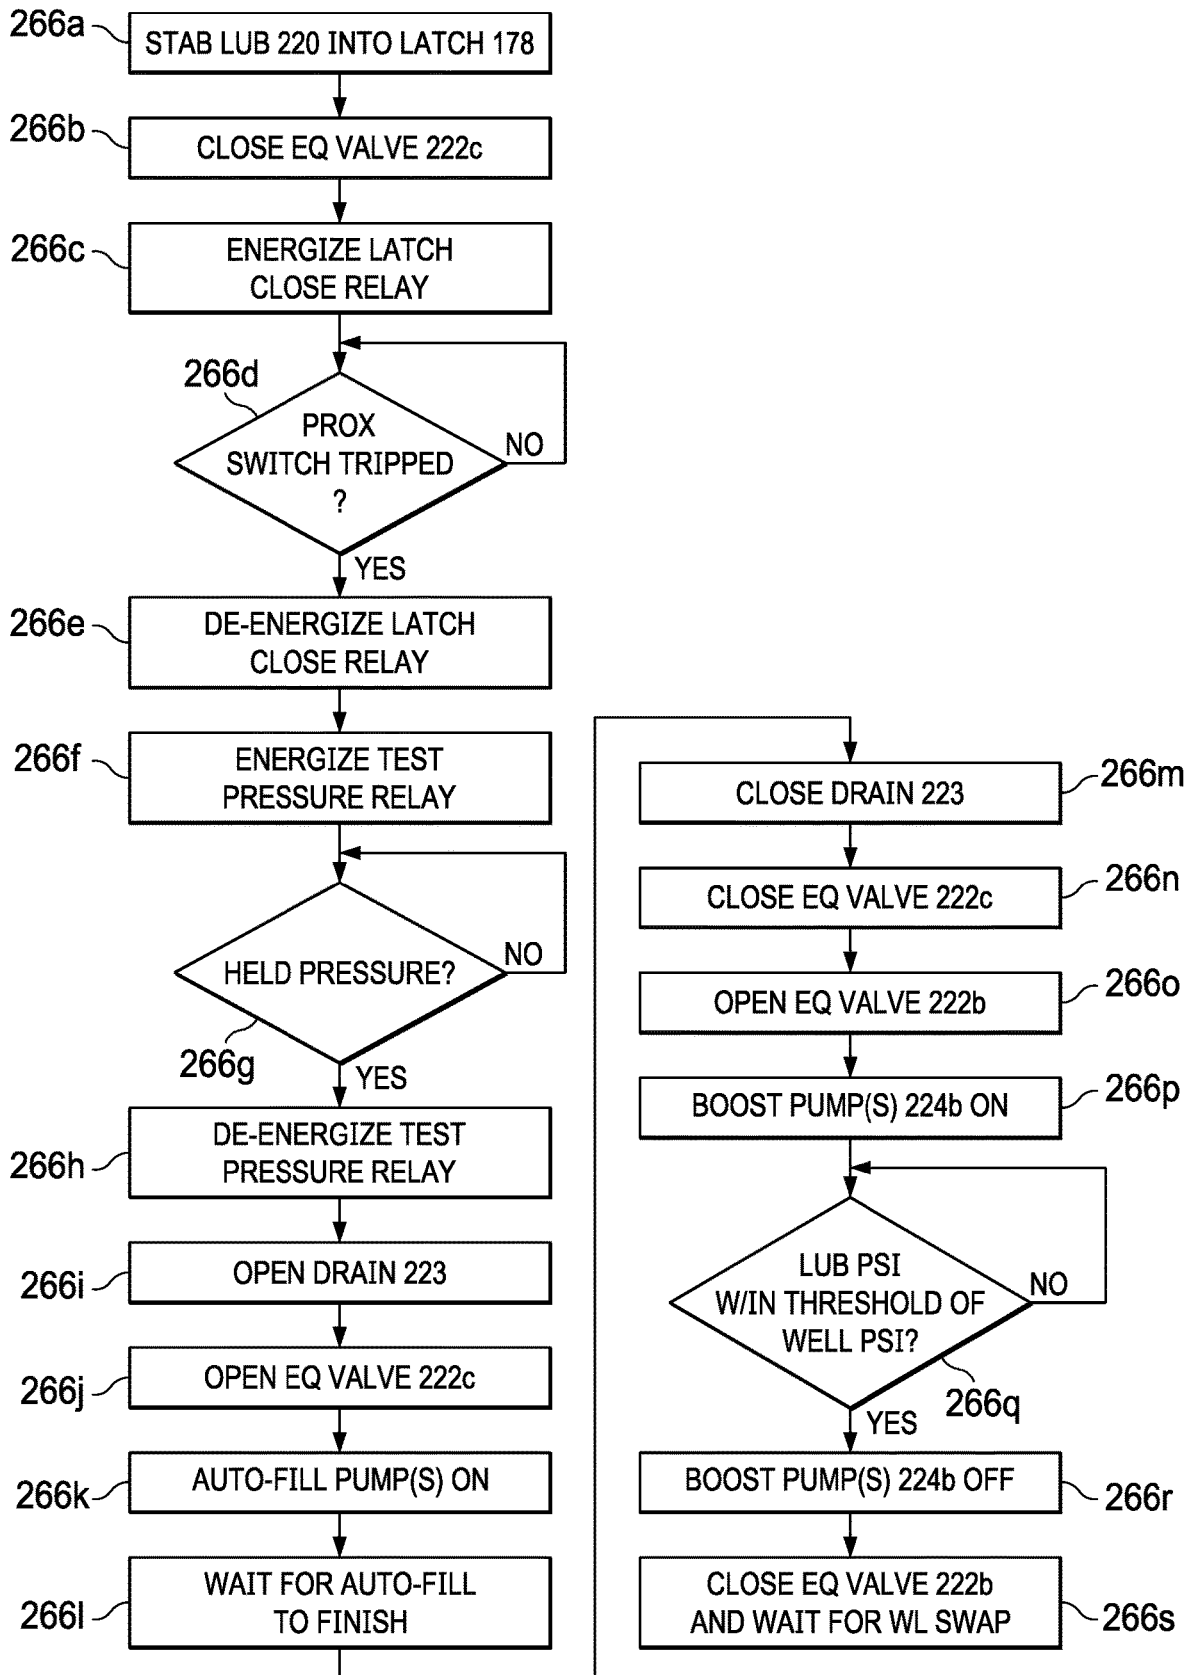 266a
STAB LUB 220 INTO LATCH 178
266b
CLOSE EQ VALVE 222c
266c
ENERGIZE LATCH
CLOSE RELAY
266d
PROX
SWITCH TRIPPED
?
NO
YES
266e
DE-ENERGIZE LATCH
CLOSE RELAY
266f
ENERGIZE TEST
PRESSURE RELAY
HELD PRESSURE?
NO
266g
YES
266h
DE-ENERGIZE TEST
PRESSURE RELAY
266i
OPEN DRAIN 223
266j
OPEN EQ VALVE 222c
266k
AUTO-FILL PUMP(S) ON
266l
WAIT FOR AUTO-FILL
TO FINISH
CLOSE DRAIN 223
266m
CLOSE EQ VALVE 222c
266n
OPEN EQ VALVE 222b
266o
BOOST PUMP(S) 224b ON
266p
LUB PSI
W/IN THRESHOLD OF
WELL PSI?
NO
266q
YES
BOOST PUMP(S) 224b OFF
266r
CLOSE EQ VALVE 222b
AND WAIT FOR WL SWAP
266s